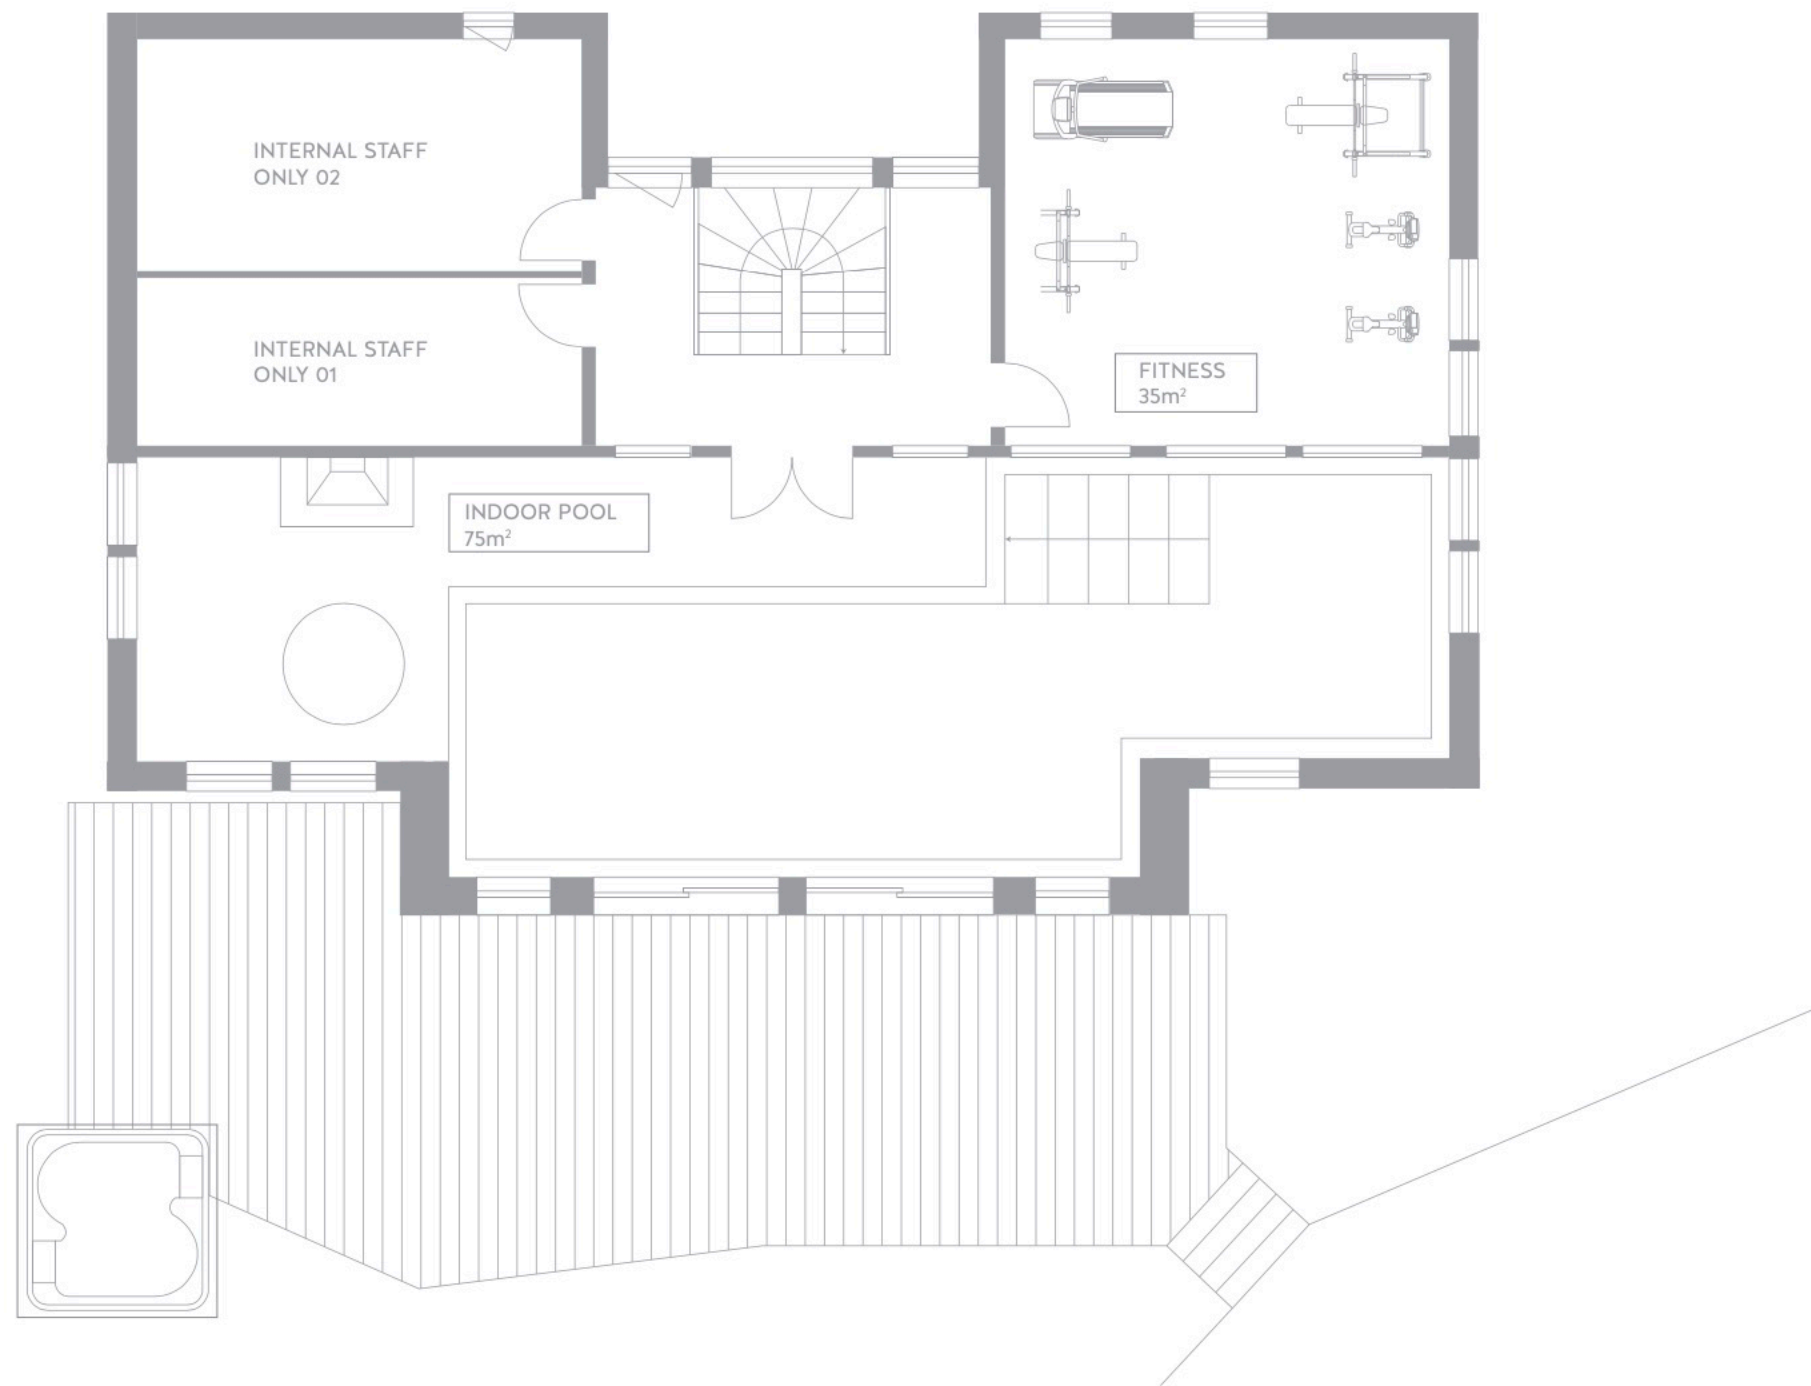 INTERNAL STAFF
ONLY 02
INTERNAL STAFF
ONLY 01
FITNESS
35m²
INDOOR POOL
75m²